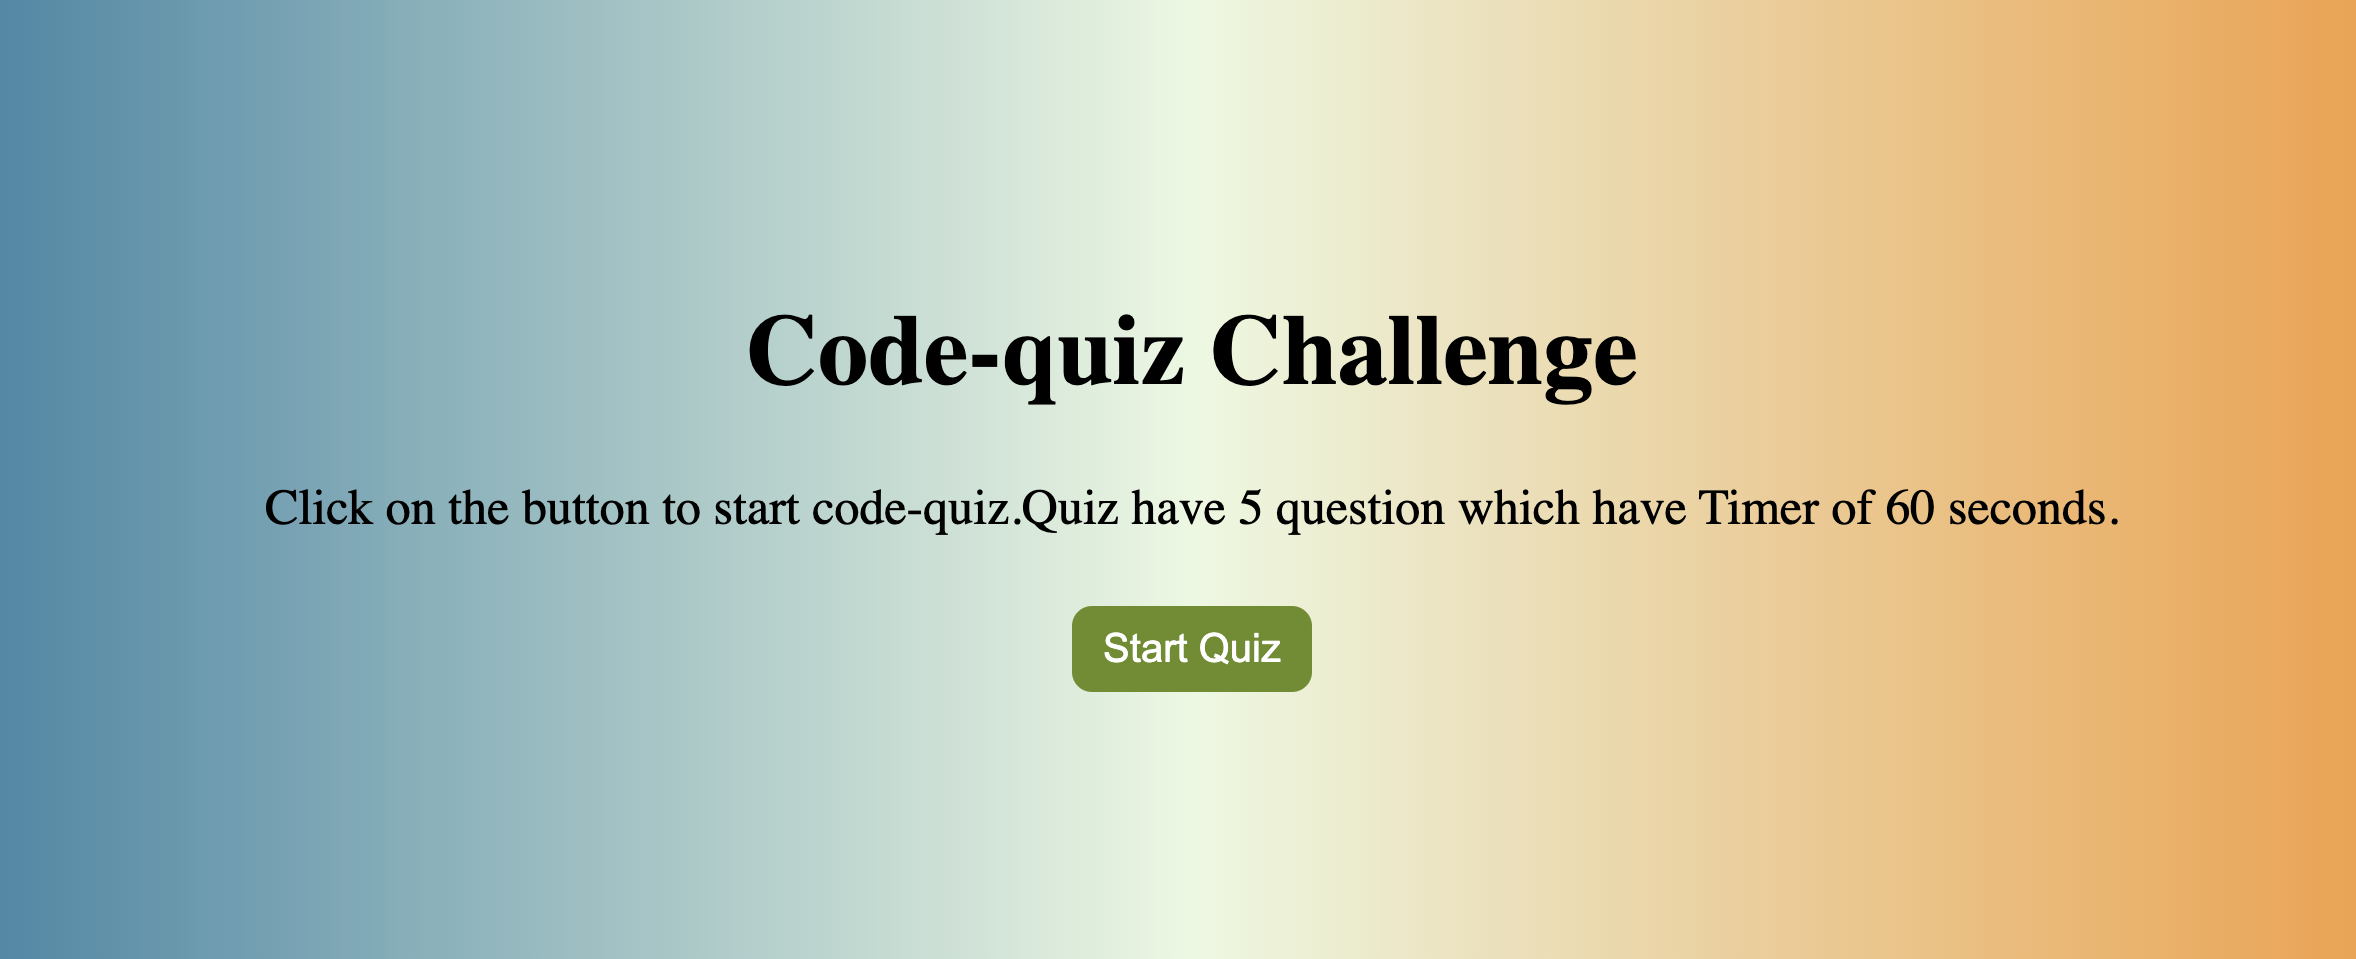 Code-quiz Challenge
Click on the button to start code-quiz.Quiz have 5 question which have Timer of 60 seconds.
Start Quiz